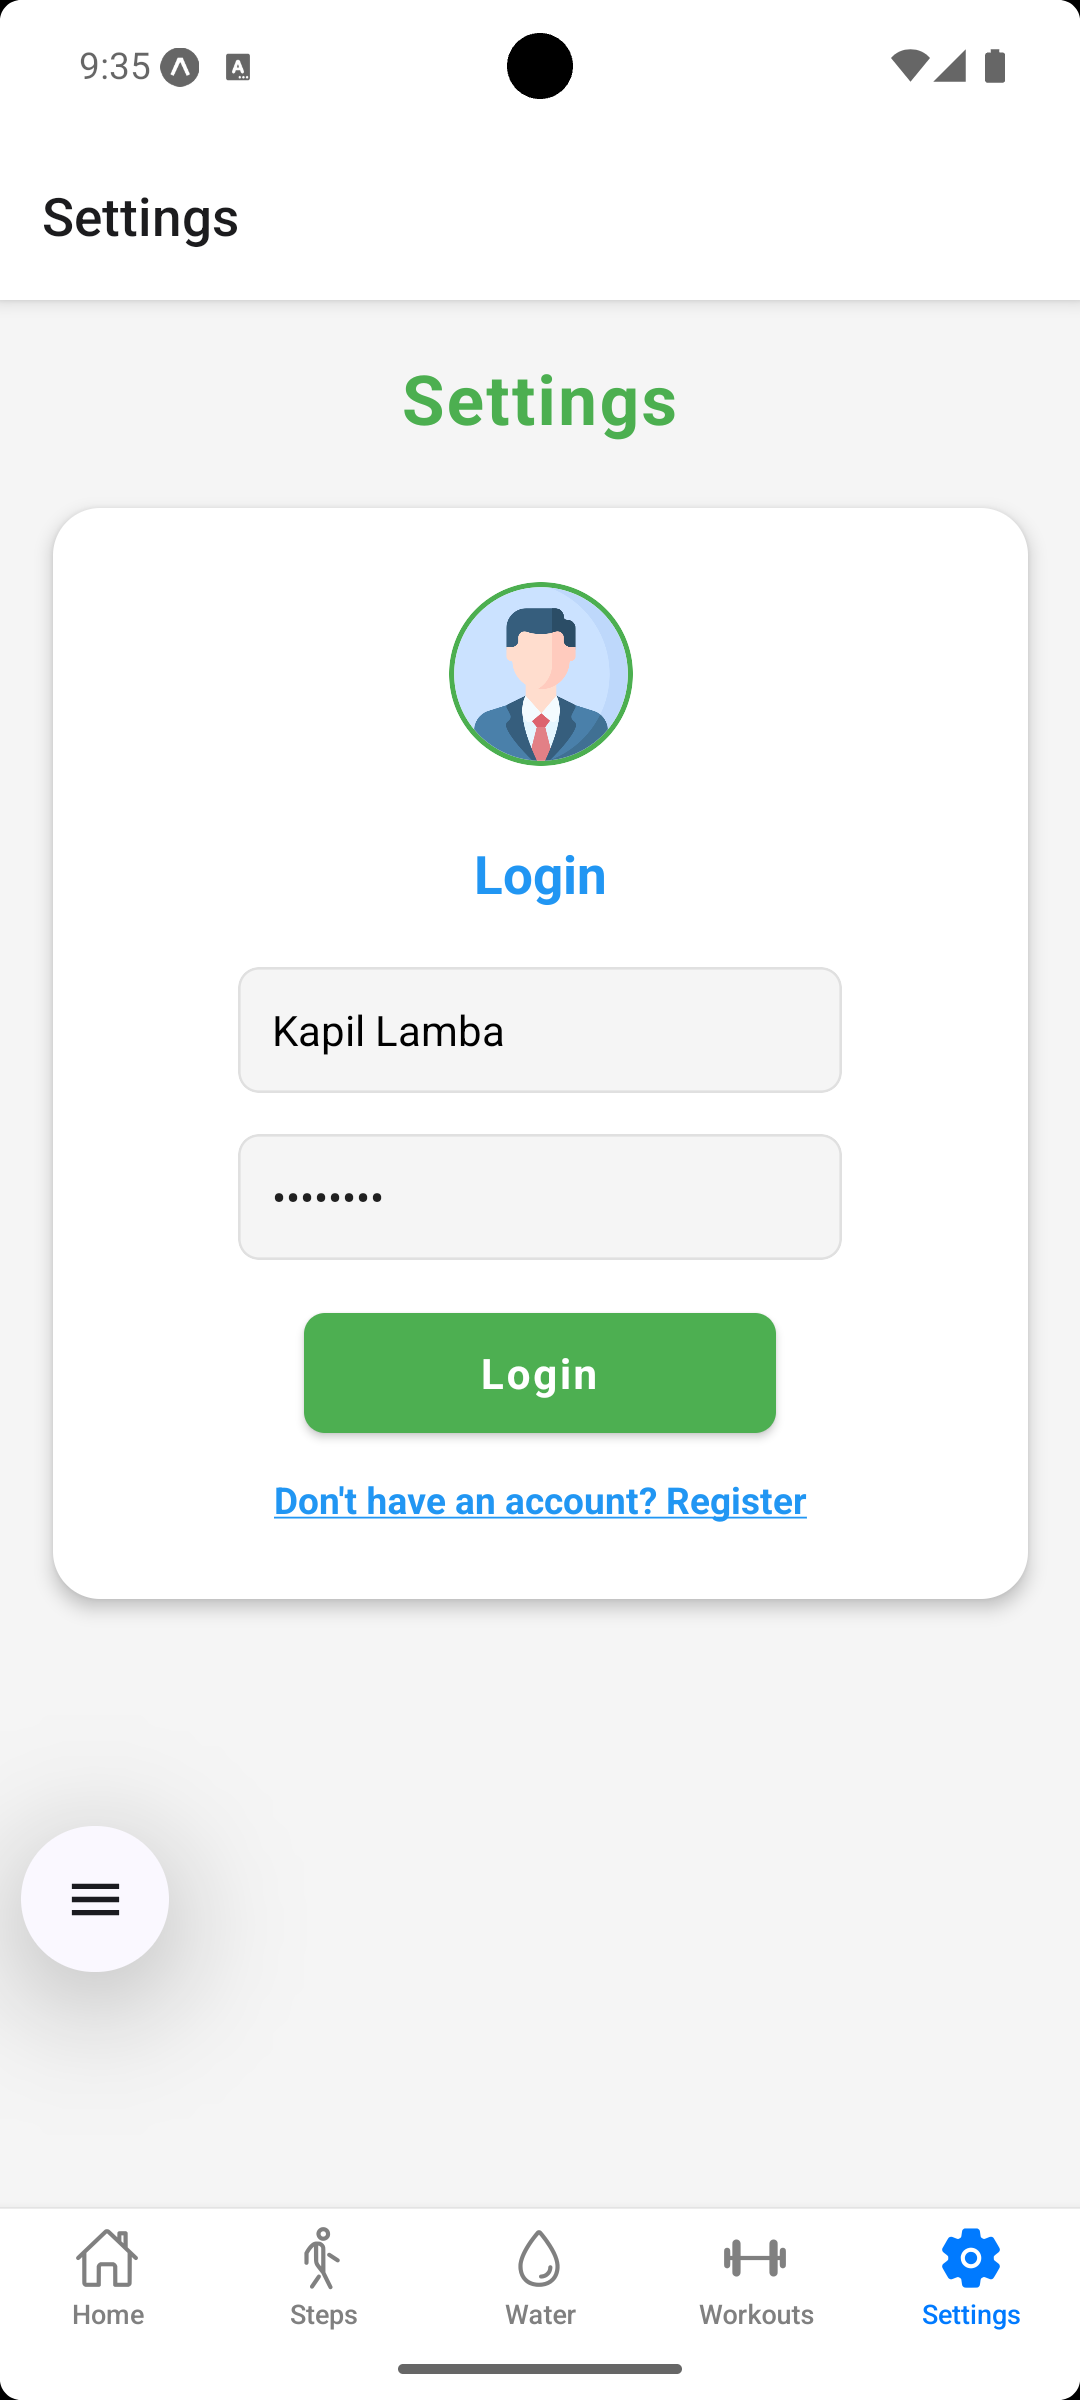 9:35
Settings
Settings
Login
Kapil Lamba
••••••••
Login
Don't have an account? Register
Home
Steps
Water
Workouts
Settings